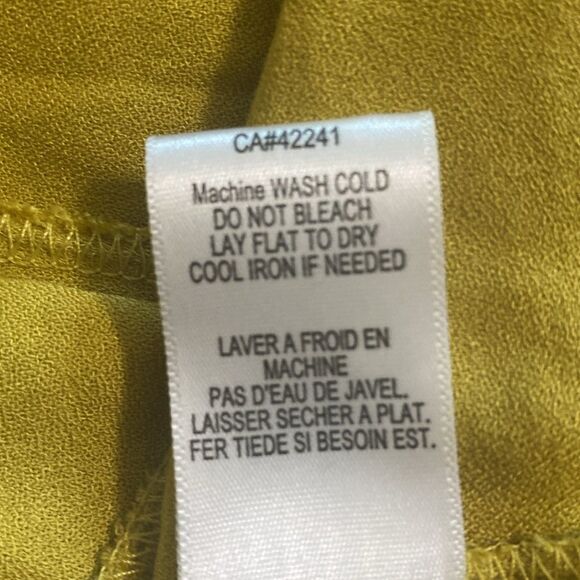 CA#42241
Machine WASH COLD
DO NOT BLEACH
LAY FLAT TO DRY
COOL IRON IF NEEDED
LAVER A FROID EN
MACHINE
PAS D'EAU DE JAVEL.
LAISSER SECHER A PLAT.
FER TIEDE SI BESOIN EST.